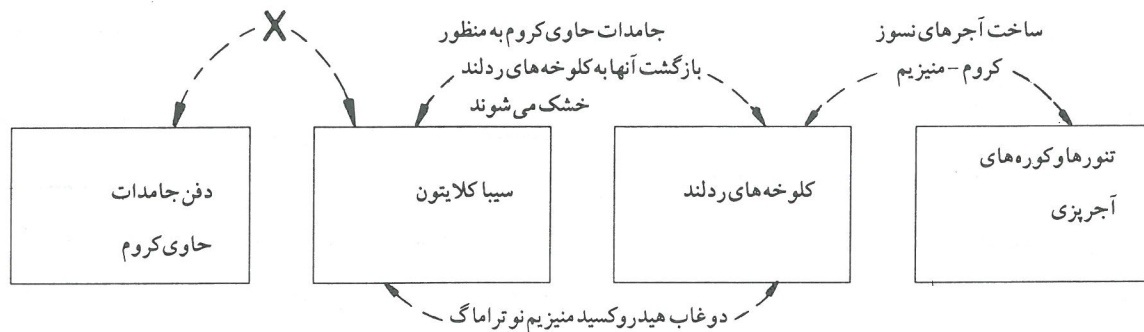 X
جامدات حاوی کروم به منظور
بازگشت آنها به کلوخه های ردلند
خشک می شوند
ساخت آجرهای نسوز
کروم - منیزیم
تنورها و کوره های
آجرپزی
کلوخه های ردلند
سیبا کلایتون
دفن جامدات
حاوی کروم
دوغاب هیدروکسید منیزیم نوتراماگ